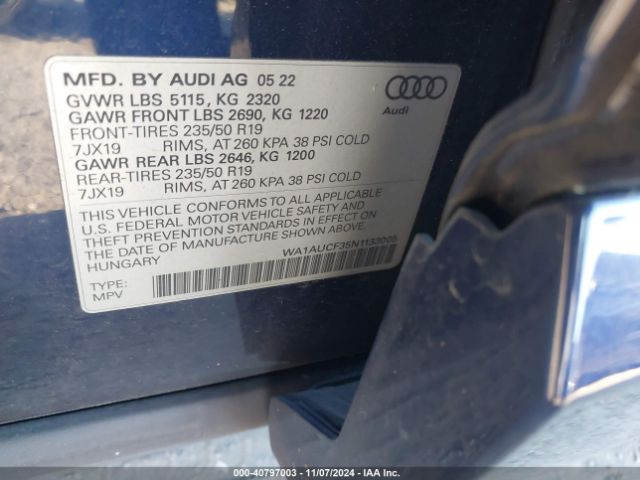 MFD. BY AUDI AG 05 22
GVWR LBS 5115, KG 2320
GAWR FRONT LBS 2690, KG 1220
FRONT-TIRES 235/50 R19
7JX19 RIMS, AT 260 KPA 38 PSI COLD
GAWR REAR LBS 2646, KG 1200
REAR-TIRES 235/50 R19
7JX19 RIMS, AT 260 KPA 38 PSI COLD
THIS VEHICLE CONFORMS TO ALL APPLICABLE
U.S. FEDERAL MOTOR VEHICLE SAFETY AND
THEFT PREVENTION STANDARDS IN EFFECT ON
THE DATE OF MANUFACTURE SHOWN ABOVE.
HUNGARY
WA1AUCF35N1133005
TYPE:
MPV
Audi
000-40797003 - 11/07/2024 - IAA Inc.